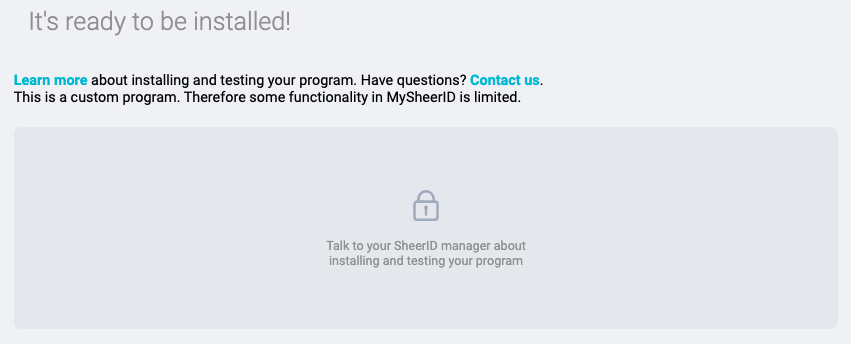 It's ready to be installed!
Learn more about installing and testing your program. Have questions? Contact us.
This is a custom program. Therefore some functionality in MySheerID is limited.
Talk to your SheerID manager about
installing and testing your program